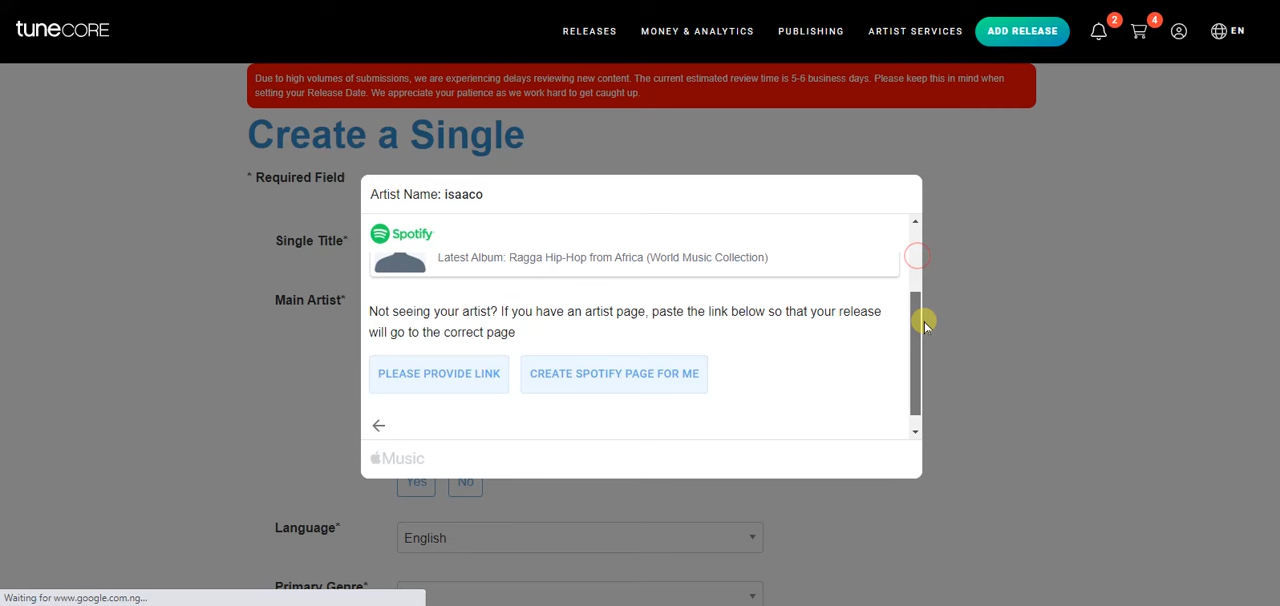 tuneCORE
RELEASES
MONEY & ANALYTICS
PUBLISHING
ARTIST SERVICES
ADD RELEASE
2
4
EN
Due to high volumes of submissions, we are experiencing delays reviewing new content. The current estimated review time is 5-6 business days. Please keep this in mind when
setting your Release Date. We appreciate your patience as we work hard to get caught up.
Create a Single
* Required Field
Artist Name: isaaco
Spotify
Single Title*
Latest Album: Ragga Hip-Hop from Africa (World Music Collection)
Main Artist*
Not seeing your artist? If you have an artist page, paste the link below so that your release
will go to the correct page
PLEASE PROVIDE LINK
CREATE SPOTIFY PAGE FOR ME
Music
Yes
No
Language*
English
Primary Genre*
Waiting for www.google.com.ng...